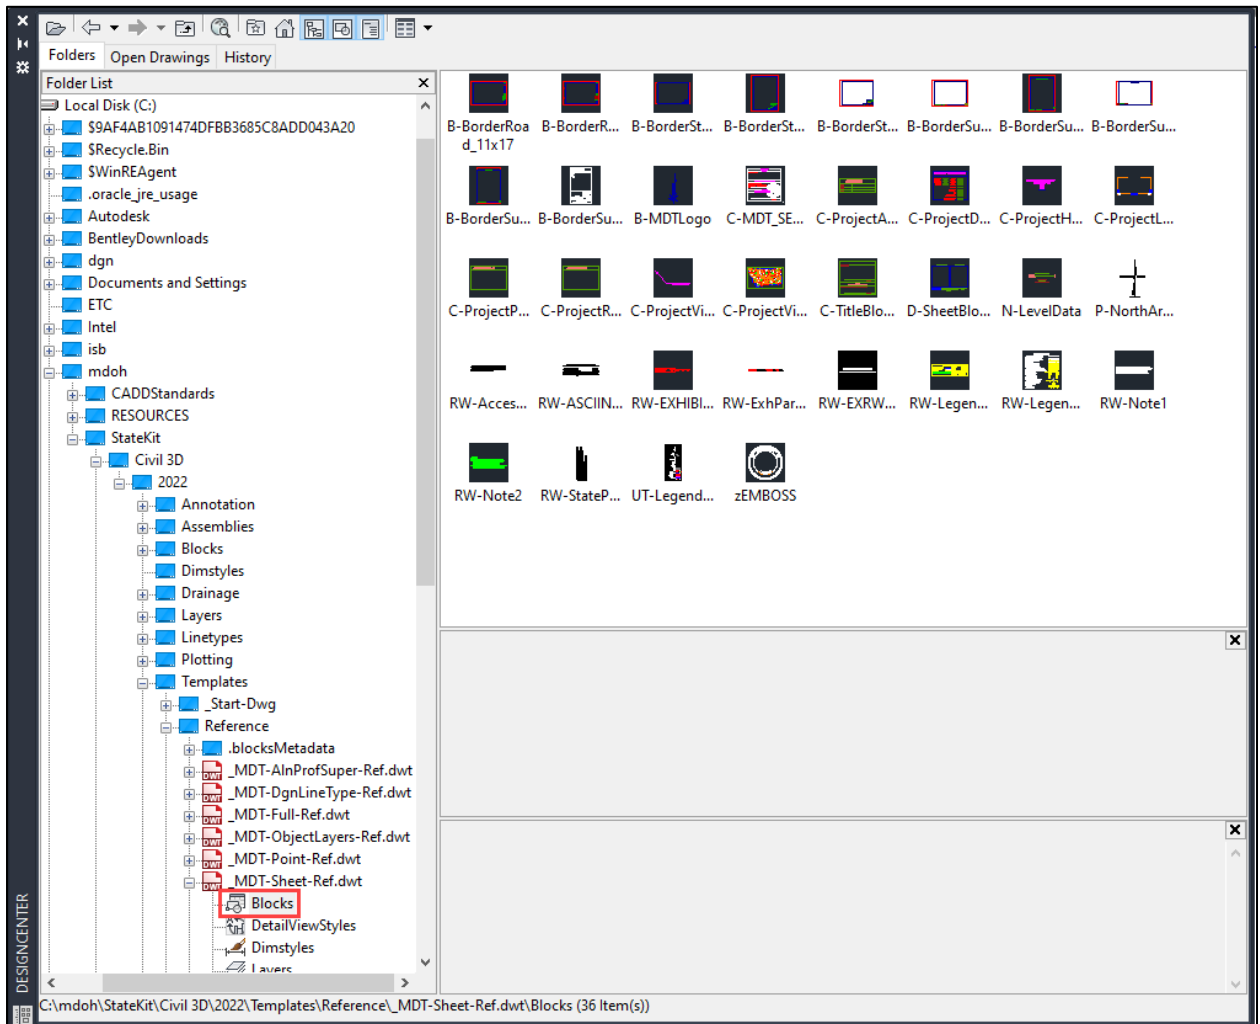 Folders
Open Drawings
History
Folder List
Local Disk (C:)
$9AF4AB1091474DFBB3685C8ADD043A20
$Recycle.Bin
$WinREAgent
.oracle_jre_usage
Autodesk
BentleyDownloads
dgn
Documents and Settings
ETC
Intel
isb
mdoh
CADDStandards
RESOURCES
StateKit
Civil 3D
2022
Annotation
Assemblies
Blocks
Dimstyles
Drainage
Layers
Linetypes
Plotting
Templates
_Start-Dwg
Reference
.blocksMetadata
_MDT-AlnProfSuper-Ref.dwt
_MDT-DgnLineType-Ref.dwt
_MDT-Full-Ref.dwt
_MDT-ObjectLayers-Ref.dwt
_MDT-Point-Ref.dwt
_MDT-Sheet-Ref.dwt
Blocks
DetailViewStyles
Dimstyles
Layers
B-BorderRoa B-BorderR... B-BorderSt... B-BorderSt... B-BorderSt... B-BorderSu... B-BorderSu... B-BorderSu...
d_11x17
B-BorderSu... B-BorderSu... B-MDTLogo C-MDT_SE... C-ProjectA... C-ProjectD... C-ProjectH... C-ProjectL...
C-ProjectP... C-ProjectR... C-ProjectVi... C-ProjectVi... C-TitleBlo... D-SheetBlo... N-LevelData P-NorthAr...
RW-Acces... RW-ASCIIN... RW-EXHIBI... RW-ExhPar... RW-EXRW... RW-Legen... RW-Legen... RW-Note1
RW-Note2 RW-StateP... UT-Legend... zEMBOSS
DESIGNCENTER
C:\mdoh\StateKit\Civil 3D\2022\Templates\Reference\_MDT-Sheet-Ref.dwt\Blocks (36 Item(s))